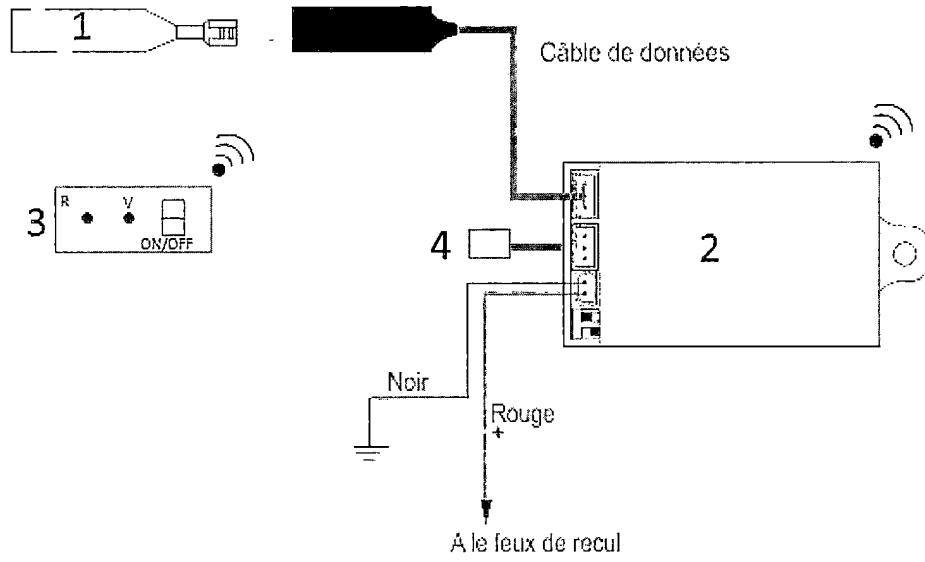 1
Câble de données
3
R
V
ON/OFF
4
2
Noir
Rouge
+
A le feux de recul